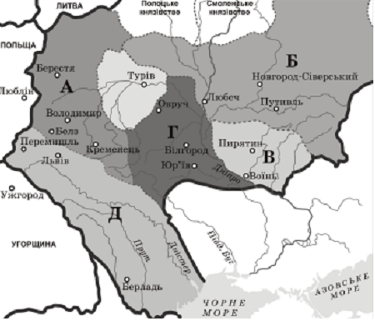 ЛИТВА
Полоцьке
князівство
Смоленське
князівство
ПОЛЬЩА
Б
Берестя
А
Турів
Новгород-Сіверський
Люблін
Овруч
Любеч
Путивль
Володимир
Белз
Г
Перемишль
Кременець
Білгород
Пирятин
В
Львів
Юр'їв
Дніпро
Воїнь
Ужгород
Д
УГОРЩИНА
Прут
Дністер
Півд. Буг
Берладь
ЧОРНЕ
МОРЕ
АЗОВСЬКЕ
МОРЕ